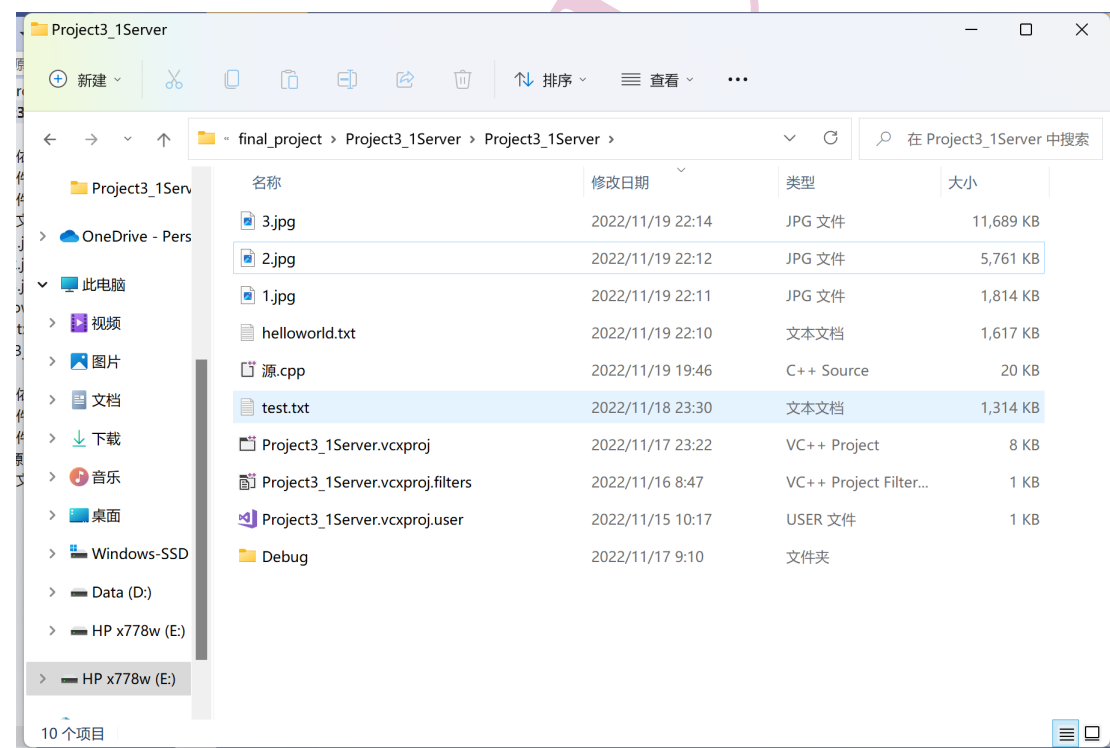 Project3_1Server
新建 排序 查看
« final_project > Project3_1Server > Project3_1Server >
在 Project3_1Server 中搜索
Project3_1Serv
OneDrive - Pers
此电脑
视频
图片
文档
下载
音乐
桌面
Windows-SSD
Data (D:)
HP x778w (E:)
HP x778w (E:)
名称 修改日期 类型 大小
3.jpg 2022/11/19 22:14 JPG 文件 11,689 KB
2.jpg 2022/11/19 22:12 JPG 文件 5,761 KB
1.jpg 2022/11/19 22:11 JPG 文件 1,814 KB
helloworld.txt 2022/11/19 22:10 文本文档 1,617 KB
源.cpp 2022/11/19 19:46 C++ Source 20 KB
test.txt 2022/11/18 23:30 文本文档 1,314 KB
Project3_1Server.vcxproj 2022/11/17 23:22 VC++ Project 8 KB
Project3_1Server.vcxproj.filters 2022/11/16 8:47 VC++ Project Filter... 1 KB
Project3_1Server.vcxproj.user 2022/11/15 10:17 USER 文件 1 KB
Debug 2022/11/17 9:10 文件夹
10 个项目